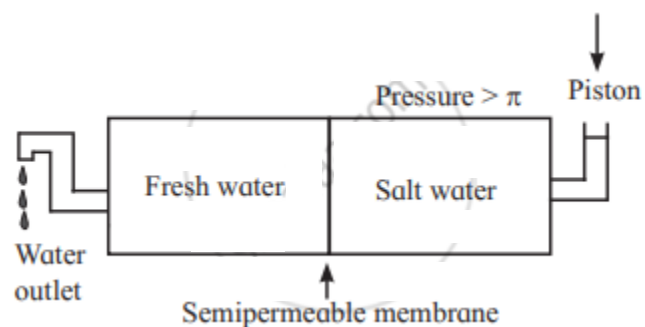 Pressure > π
Piston
Fresh water
Salt water
Water
outlet
Semipermeable membrane